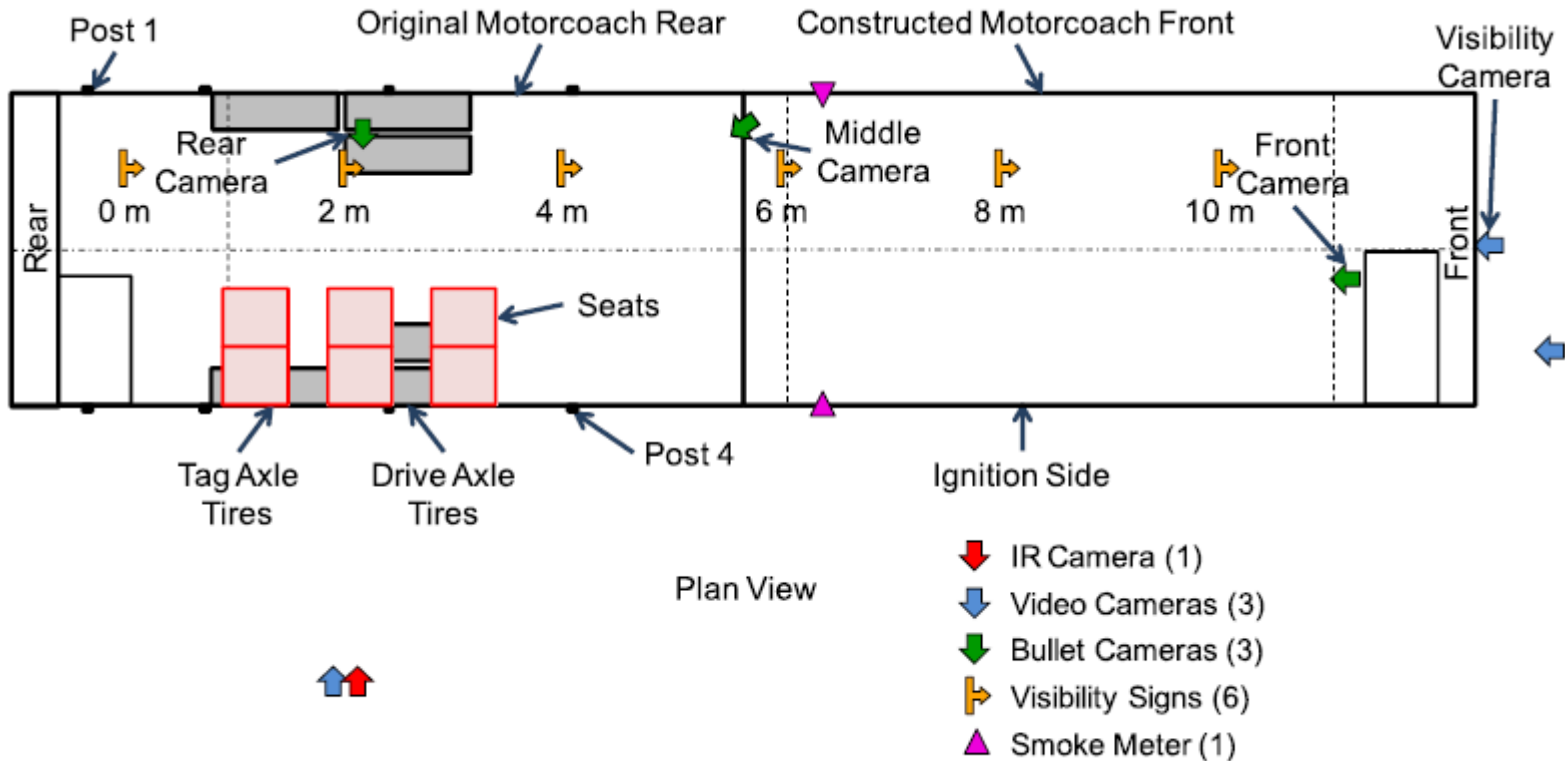 Post 1
Original Motorcoach Rear
Constructed Motorcoach Front
Visibility
Camera
Rear
Camera
Middle
Camera
Front
Camera
0 m
2 m
4 m
6 m
8 m
10 m
Rear
Front
Seats
Tag Axle
Tires
Drive Axle
Tires
Post 4
Ignition Side
Plan View
IR Camera (1)
Video Cameras (3)
Bullet Cameras (3)
Visibility Signs (6)
Smoke Meter (1)